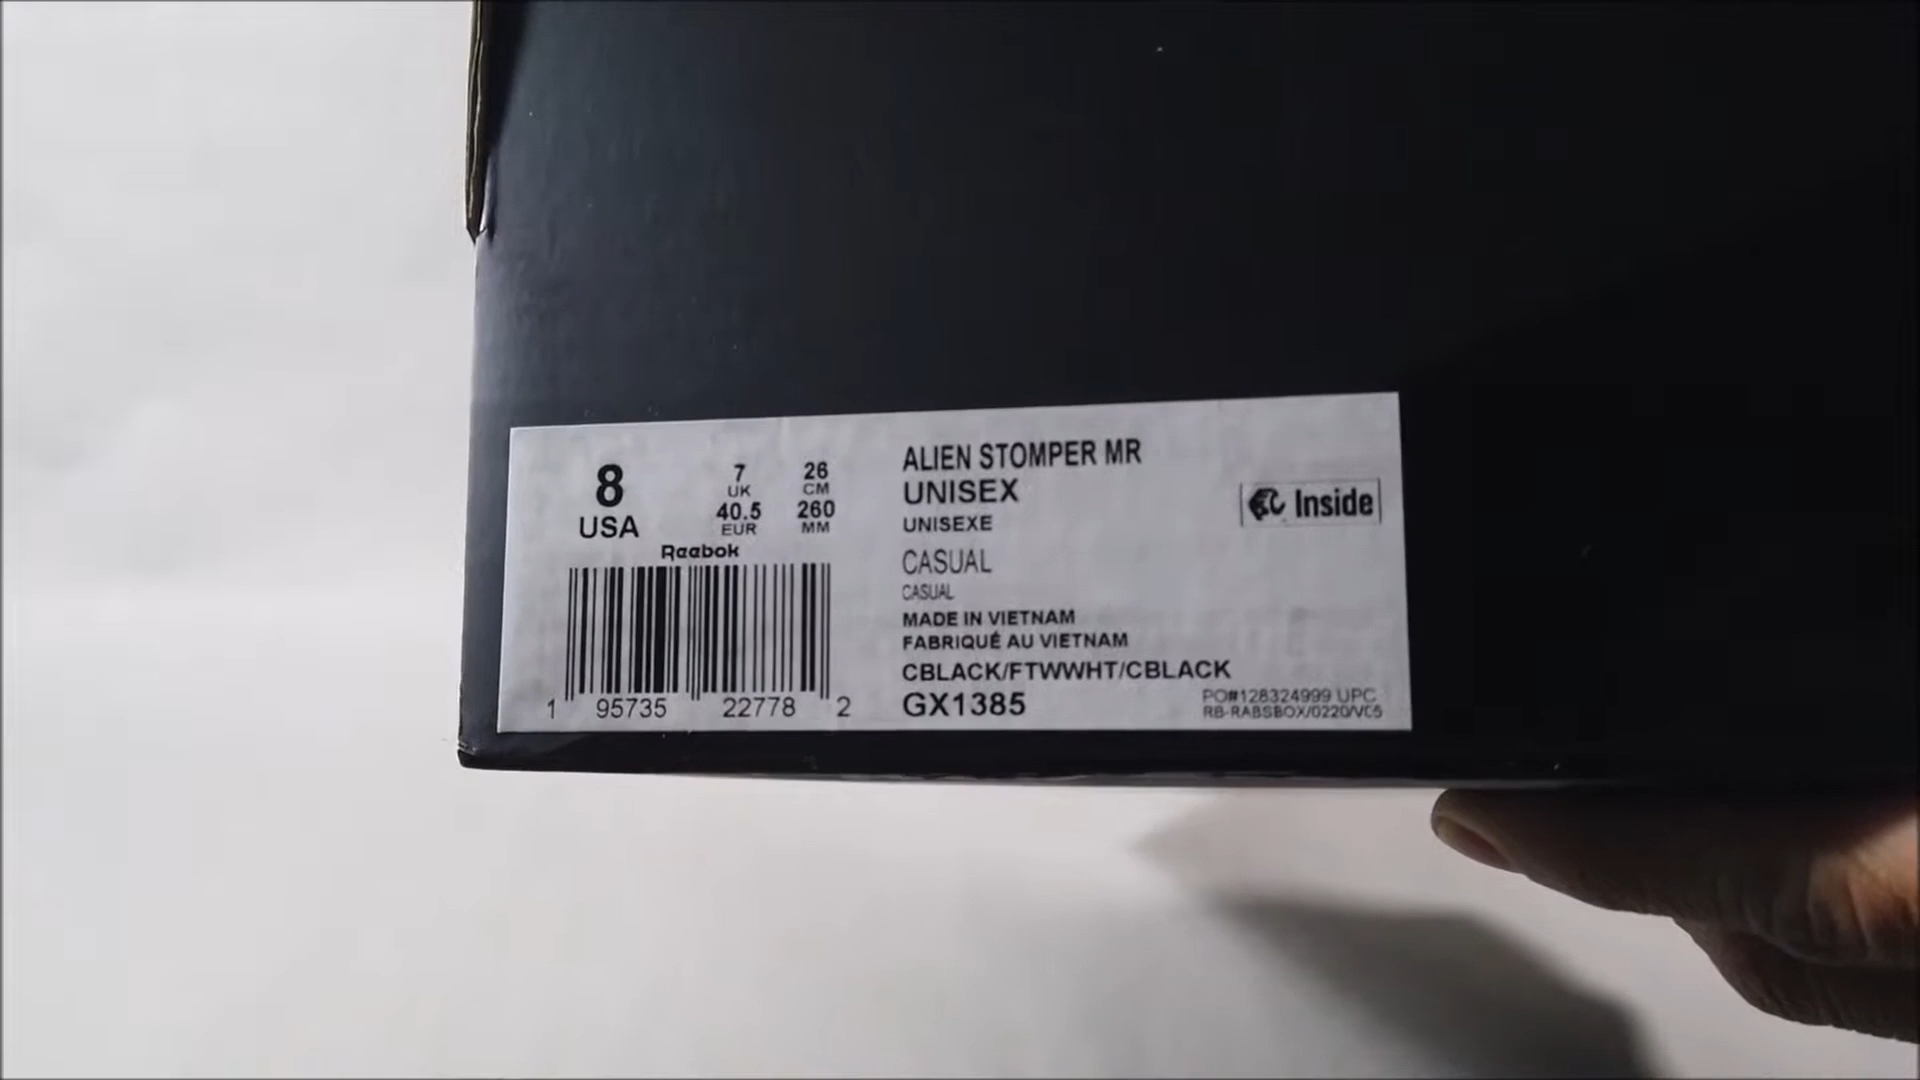 8
USA
7
UK
40.5
EUR
26
CM
260
MM
Reebok
1 95735 22778 2
ALIEN STOMPER MR
UNISEX
UNISEXE
CASUAL
CASUAL
MADE IN VIETNAM
FABRIQUÉ AU VIETNAM
CBLACK/FTWWHT/CBLACK
GX1385
Inside
PO#128324999 UPC
RB-RABSBOX/0220/VC5